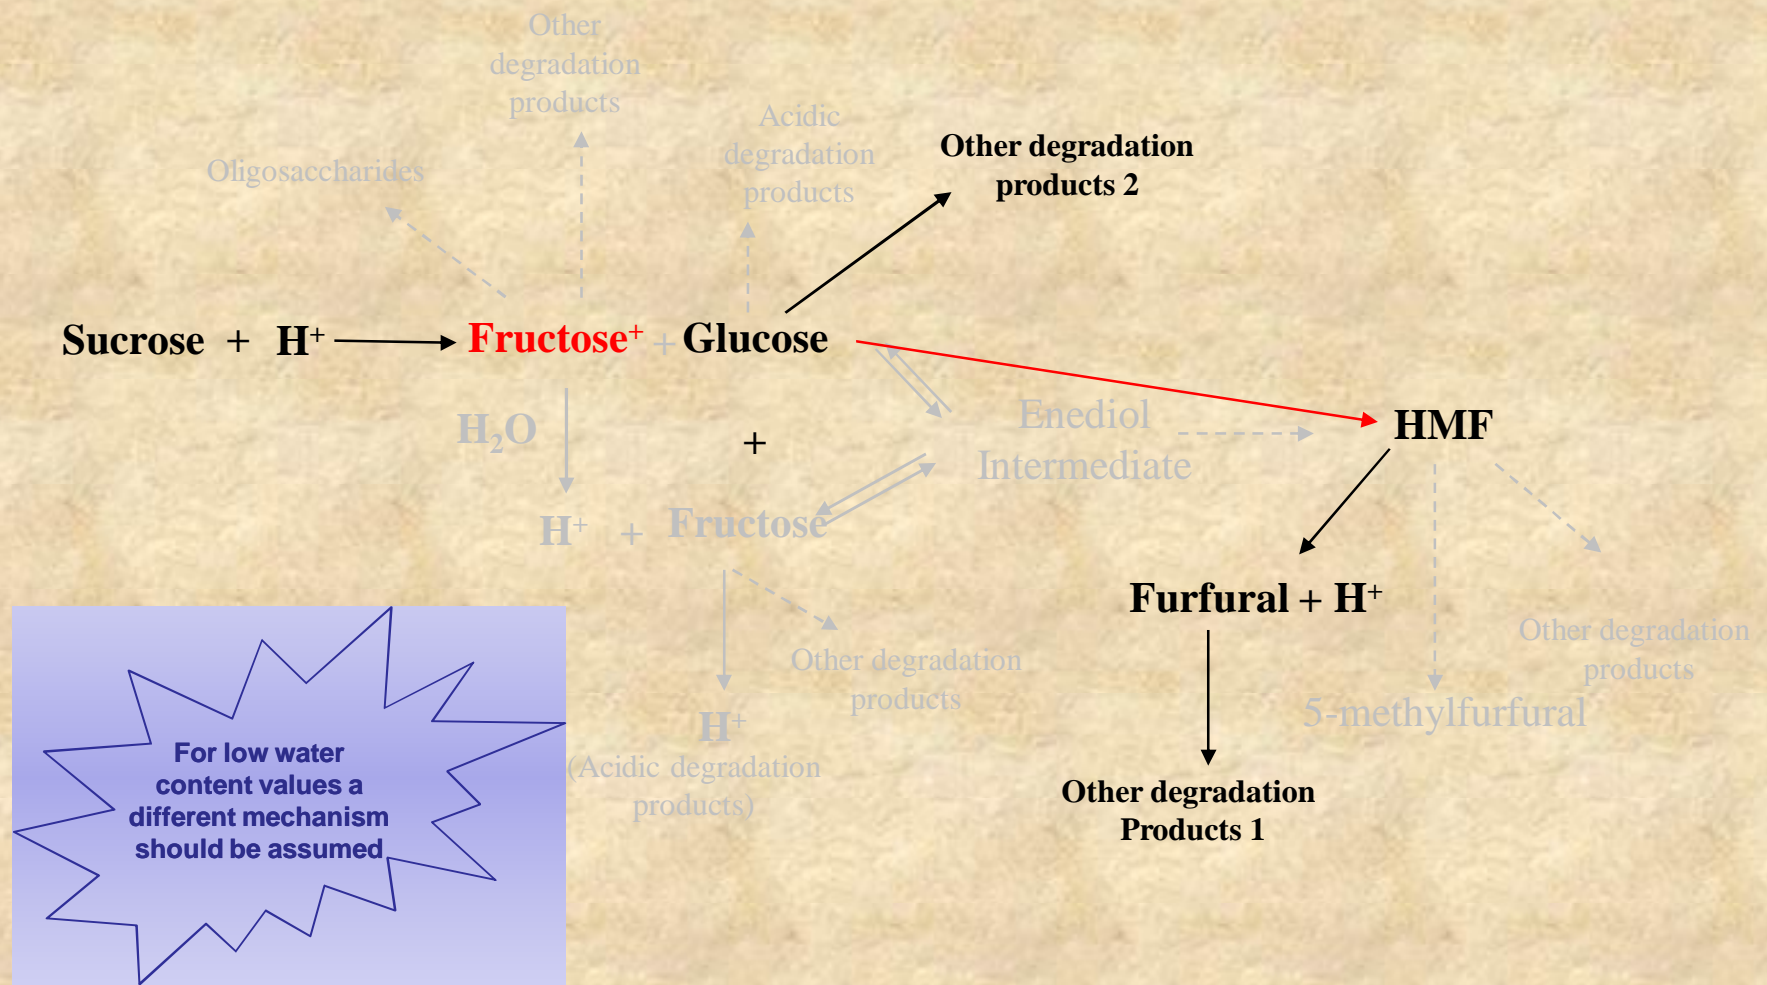 Other
degradation
products
Acidic
degradation
products
Other degradation
products 2
Oligosaccharides
Sucrose + H⁺ Fructose⁺ + Glucose
H₂O
+
Enediol
Intermediate
HMF
H⁺ + Fructose
Furfural + H⁺
Other degradation
products
Other degradation
products
H⁺
(Acidic degradation
products)
5-methylfurfural
For low water
content values a
different mechanism
should be assumed
Other degradation
Products 1